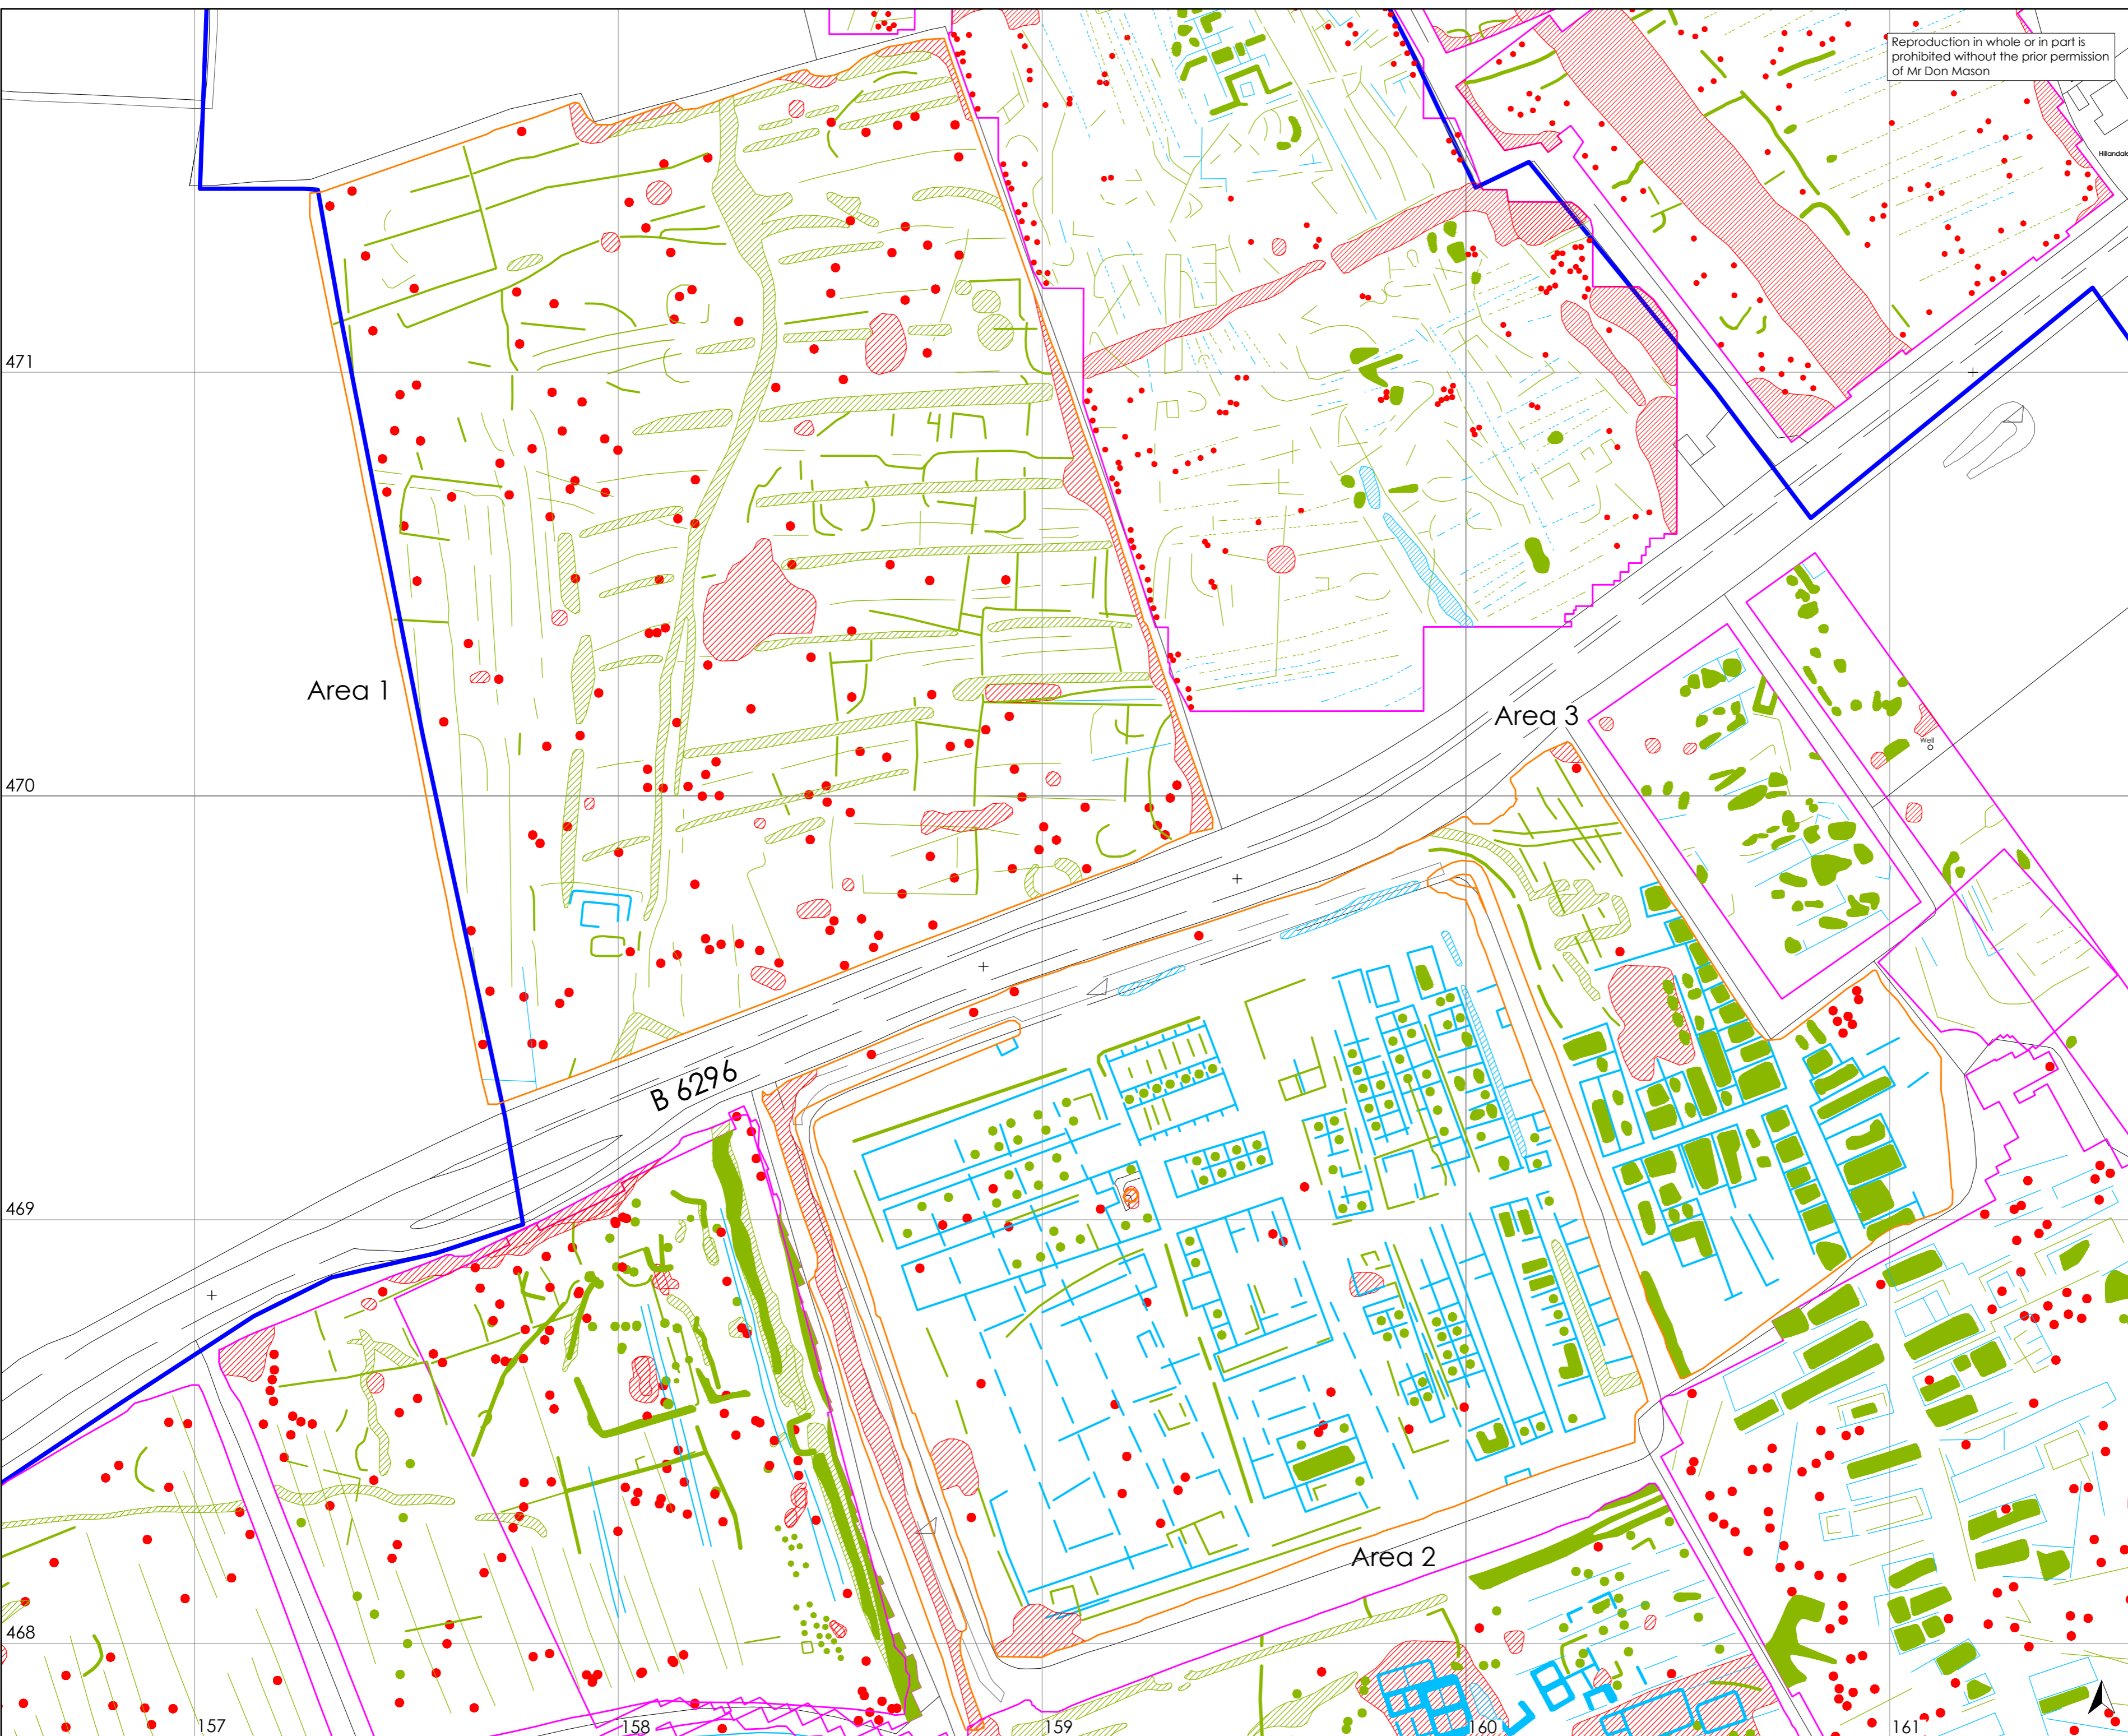 Reproduction in whole or in part is
prohibited without the prior permission
of Mr Don Mason
Hillandale
471
Area 1
Area 3
Well
470
B 6296
469
Area 2
468
157
158
159
160
161